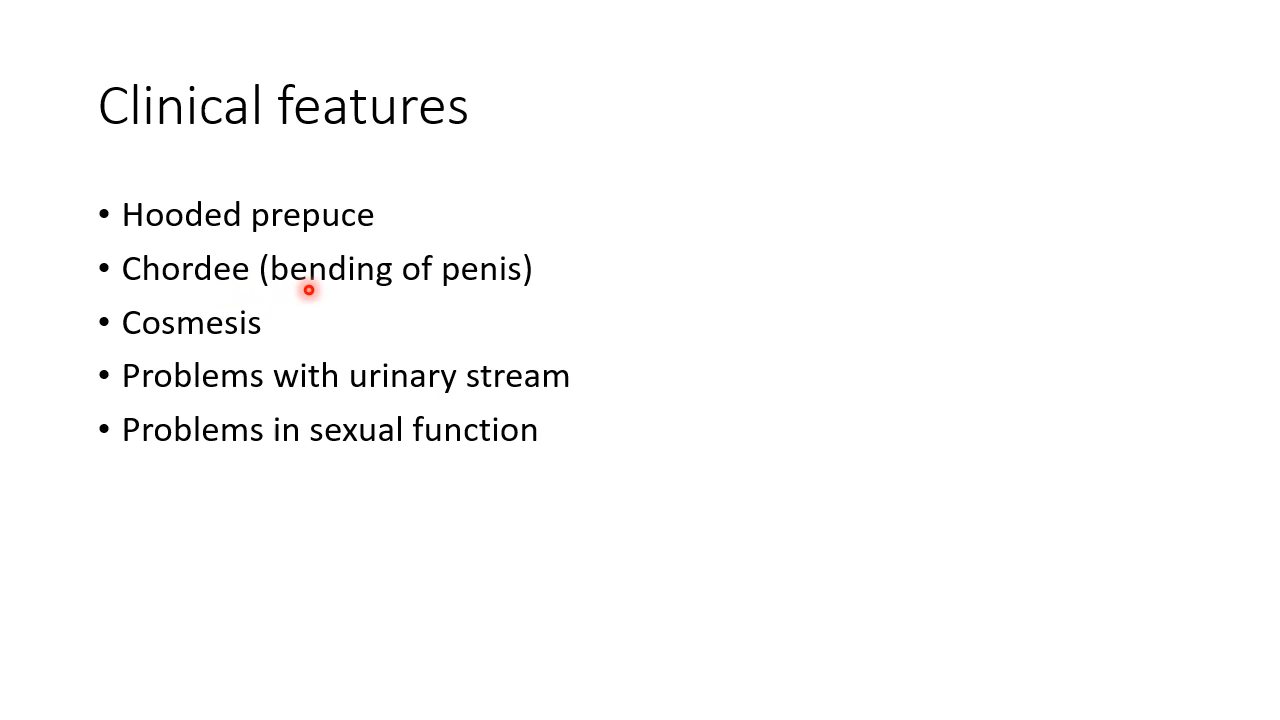 Clinical features
• Hooded prepuce
• Chordee (bending of penis)
• Cosmesis
• Problems with urinary stream
• Problems in sexual function